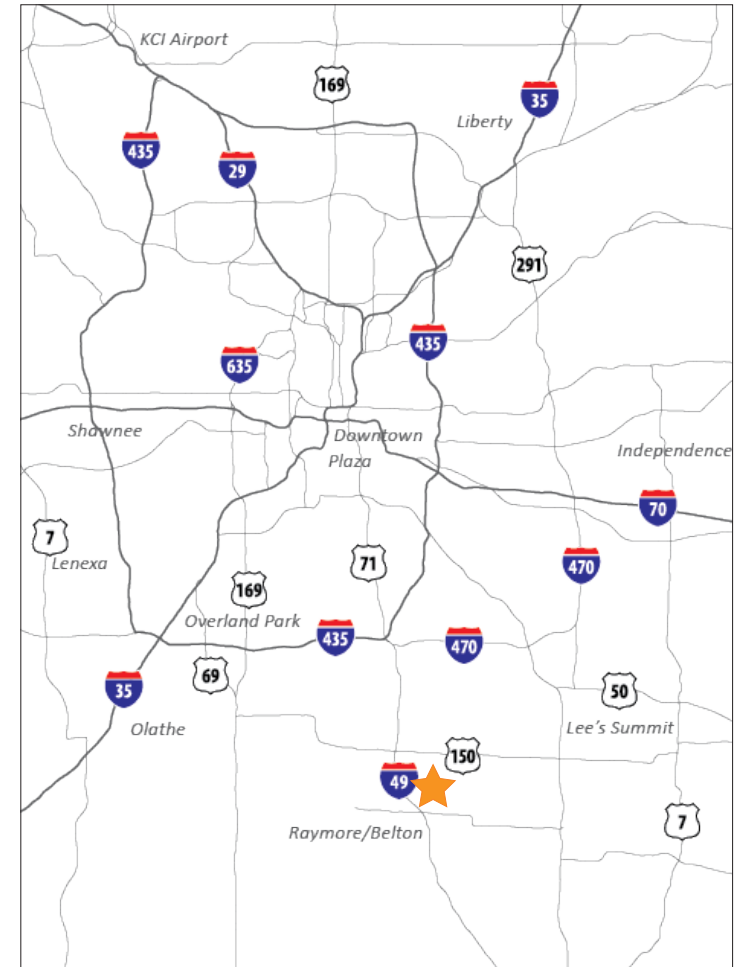 KCI Airport
169
35
Liberty
435
29
291
435
635
Shawnee
Downtown
Plaza
Independence
70
7
Lenexa
71
470
169
Overland Park
435
470
69
35
50
Olathe
Lee's Summit
150
49
Raymore/Belton
7